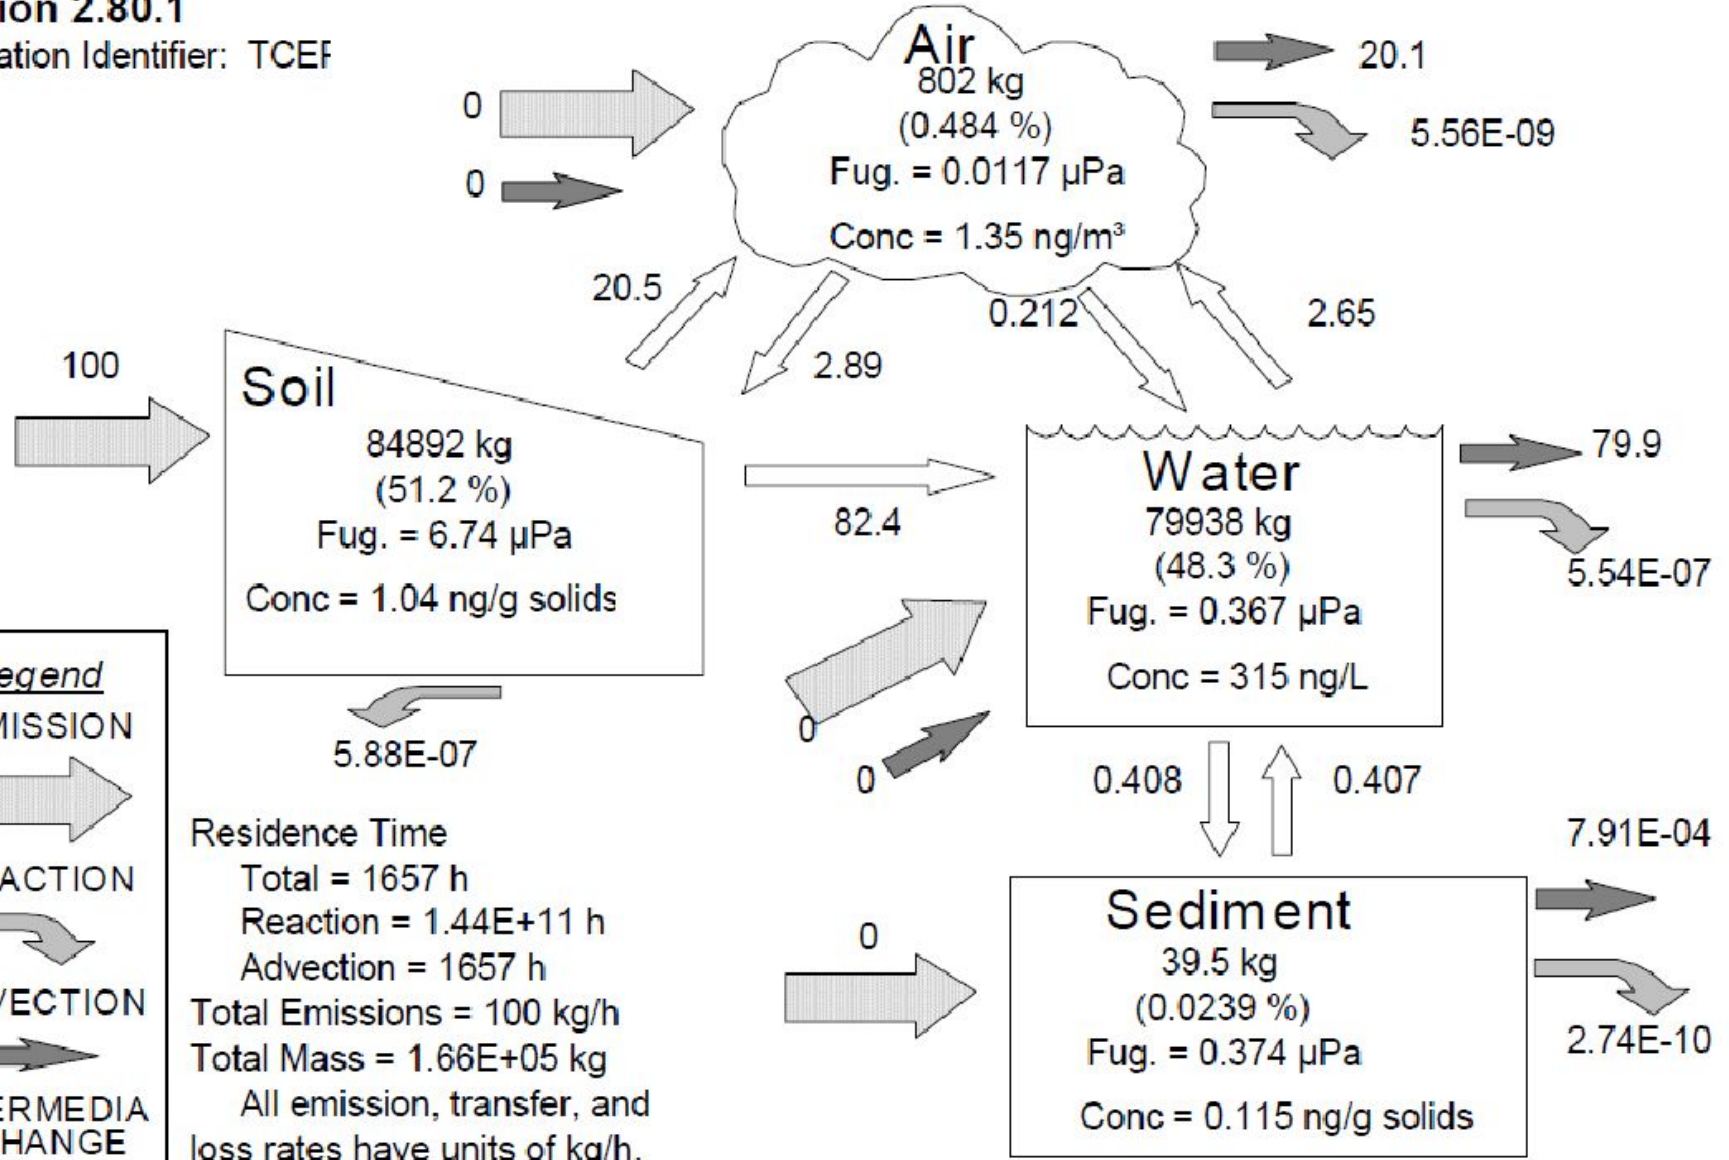 ion 2.80.1
ation Identifier: TCEF
Air
802 kg
(0.484 %)
Fug. = 0.0117 µPa
Conc = 1.35 ng/m³
0
0
20.1
5.56E-09
20.5
2.89
0.212
2.65
100
Soil
84892 kg
(51.2 %)
Fug. = 6.74 µPa
Conc = 1.04 ng/g solids
82.4
Water
79938 kg
(48.3 %)
Fug. = 0.367 µPa
Conc = 315 ng/L
79.9
5.54E-07
0
0
5.88E-07
0.408
0.407
egend
MISSION
ACTION
VECTION
ERMEDIA
HANGE
Residence Time
Total = 1657 h
Reaction = 1.44E+11 h
Advection = 1657 h
Total Emissions = 100 kg/h
Total Mass = 1.66E+05 kg
All emission, transfer, and
loss rates have units of kg/h.
0
Sediment
39.5 kg
(0.0239 %)
Fug. = 0.374 µPa
Conc = 0.115 ng/g solids
7.91E-04
2.74E-10